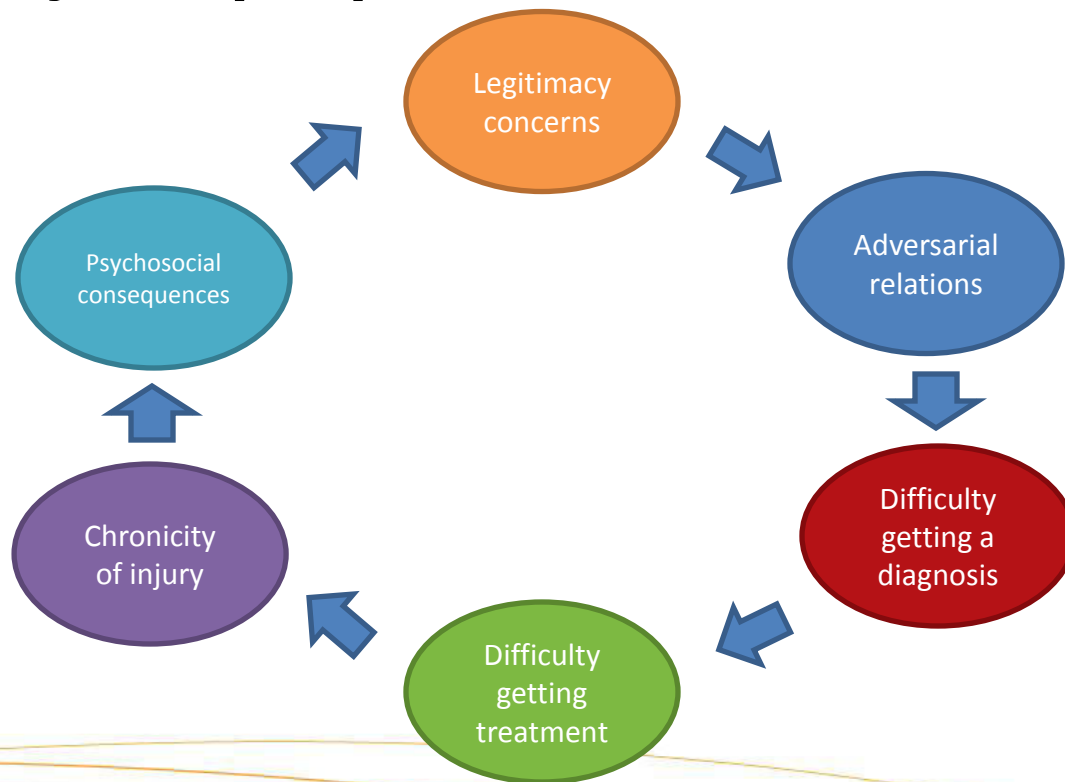 Legitimacy
concerns
Adversarial
relations
Difficulty
getting a
diagnosis
Difficulty
getting
treatment
Chronicity
of injury
Psychosocial
consequences